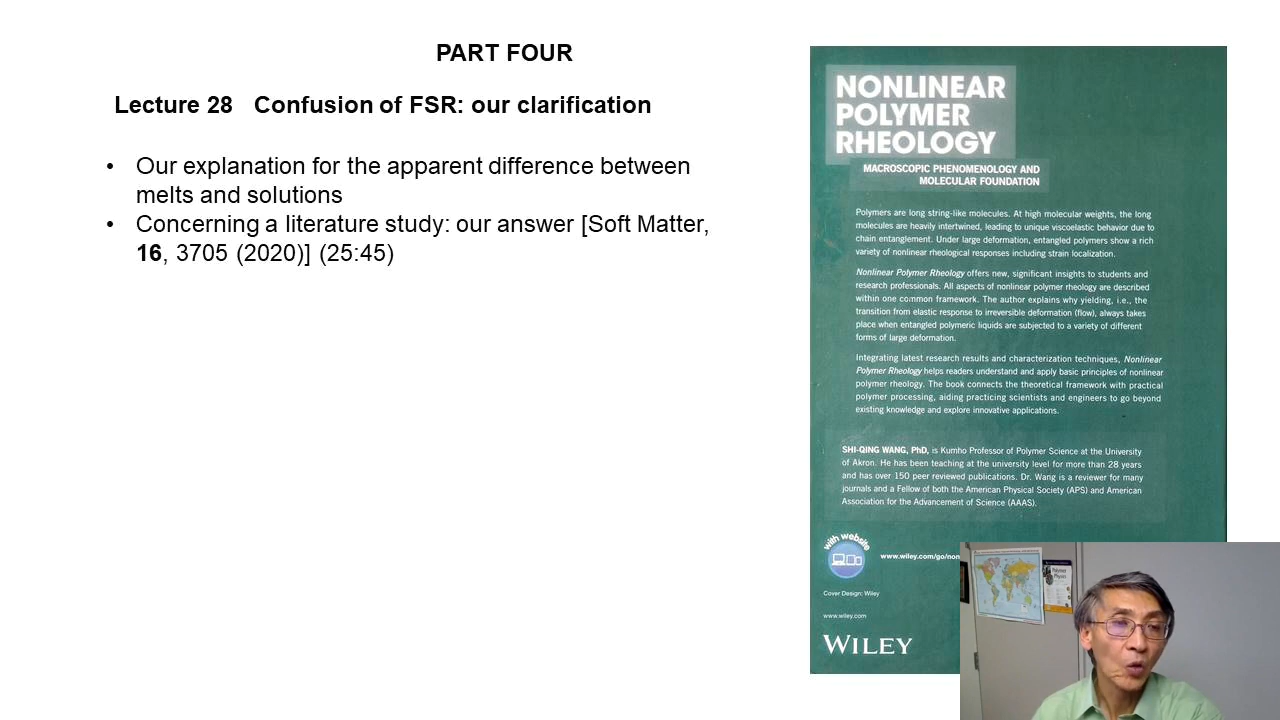 PART FOUR
Lecture 28 Confusion of FSR: our clarification
• Our explanation for the apparent difference between
melts and solutions
• Concerning a literature study: our answer [Soft Matter,
16, 3705 (2020)] (25:45)
NONLINEAR
POLYMER
RHEOLOGY
MACROSCOPIC PHENOMENOLOGY AND
MOLECULAR FOUNDATION
Polymers are long string-like molecules. At high molecular weights, the long
molecules are heavily intertwined, leading to unique viscoelastic behavior due to
chain entanglement. Under large deformation, entangled polymers show a rich
variety of nonlinear rheological responses including strain localization.
Nonlinear Polymer Rheology offers new, significant insights to students and
research professionals. All aspects of nonlinear polymer rheology are described
within one common framework. The author explains why yielding, i.e., the
transition from elastic response to irreversible deformation (flow), always takes
place when entangled polymeric liquids are subjected to a variety of different
forms of large deformation.
Integrating latest research results and characterization techniques, Nonlinear
Polymer Rheology helps readers understand and apply basic principles of nonlinear
polymer rheology. The book connects the theoretical framework with practical
polymer processing, aiding practicing scientists and engineers to go beyond
existing knowledge and explore innovative applications.
SHI-QING WANG, PhD, is Kumho Professor of Polymer Science at the University
of Akron. He has been teaching at the university level for more than 28 years
and has over 150 peer reviewed publications. Dr. Wang is a reviewer for many
journals and a Fellow of both the American Physical Society (APS) and American
Association for the Advancement of Science (AAAS).
with website
www.wiley.com/go/non
Cover Design: Wiley
www.wiley.com
WILEY
Polymer
Physics